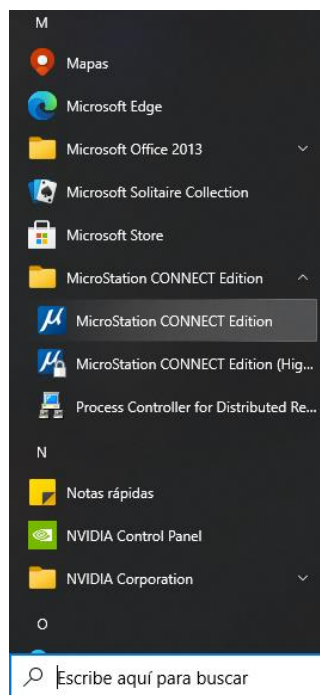 M
Mapas
Microsoft Edge
Microsoft Office 2013
Microsoft Solitaire Collection
Microsoft Store
MicroStation CONNECT Edition
MicroStation CONNECT Edition
MicroStation CONNECT Edition (Hig...
Process Controller for Distributed Re...
N
Notas rápidas
NVIDIA Control Panel
NVIDIA Corporation
O
Escribe aquí para buscar